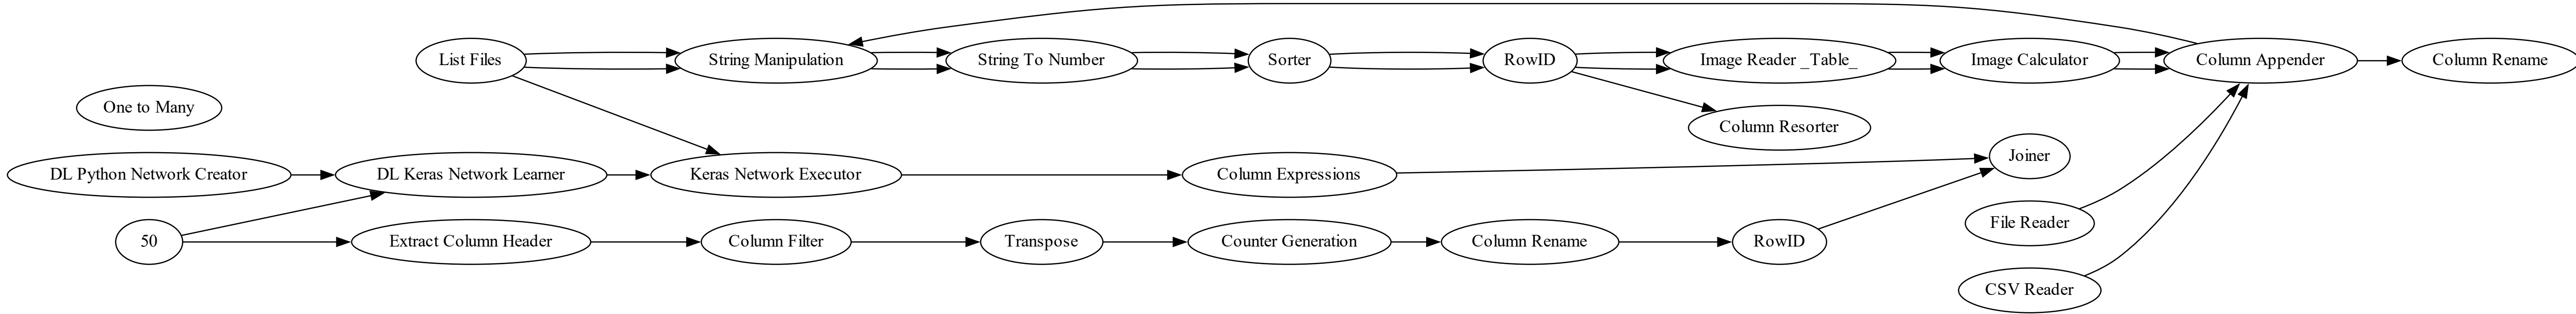 List Files
String Manipulation
String To Number
Sorter
RowID
Image Reader _Table_
Image Calculator
Column Appender
Column Rename
One to Many
Column Resorter
Joiner
DL Python Network Creator
DL Keras Network Learner
Keras Network Executor
Column Expressions
File Reader
50
Extract Column Header
Column Filter
Transpose
Counter Generation
Column Rename
RowID
CSV Reader